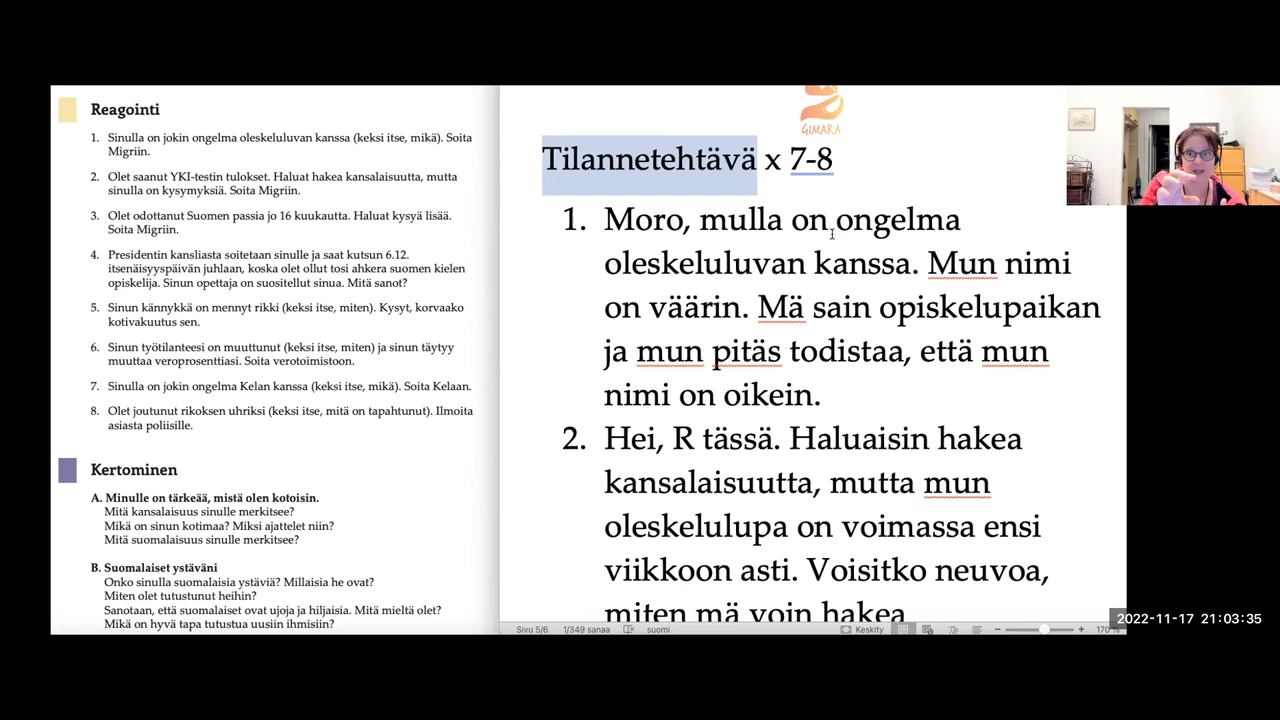 Reagointi
1. Sinulla on jokin ongelma oleskeluluvan kanssa (keksi itse, mikä). Soita
Migriin.
2. Olet saanut YKI-testin tulokset. Haluat hakea kansalaisuutta, mutta
sinulla on kysymyksiä. Soita Migriin.
3. Olet odottanut Suomen passia jo 16 kuukautta. Haluat kysyä lisää.
Soita Migriin.
4. Presidentin kansliasta soitetaan sinulle ja saat kutsun 6.12.
itsenäisyyspäivän juhlaan, koska olet ollut tosi ahkera suomen kielen
opiskelija. Sinun opettaja on suositellut sinua. Mitä sanot?
5. Sinun kännykkä on mennyt rikki (keksi itse, miten). Kysyt, korvaako
kotivakuutus sen.
6. Sinun työtilanteesi on muuttunut (keksi itse, miten) ja sinun täytyy
muuttaa veroprosenttiasi. Soita verotoimistoon.
7. Sinulla on jokin ongelma Kelan kanssa (keksi itse, mikä). Soita Kelaan.
8. Olet joutunut rikoksen uhriksi (keksi itse, mitä on tapahtunut). Ilmoita
asiasta poliisille.
Kertominen
A. Minulle on tärkeää, mistä olen kotoisin.
Mitä kansalaisuus sinulle merkitsee?
Mikä on sinun kotimaa? Miksi ajattelet niin?
Mitä suomalaisuus sinulle merkitsee?
B. Suomalaiset ystäväni
Onko sinulla suomalaisia ystäviä? Millaisia he ovat?
Miten olet tutustunut heihin?
Sanotaan, että suomalaiset ovat ujoja ja hiljaisia. Mitä mieltä olet?
Mikä on hyvä tapa tutustua uusiin ihmisiin?
GIMARA
Tilannetehtävä x 7-8
1. Moro, mulla on ongelma
oleskeluluvan kanssa. Mun nimi
on väärin. Mä sain opiskelupaikan
ja mun pitäs todistaa, että mun
nimi on oikein.
2. Hei, R tässä. Haluaisin hakea
kansalaisuutta, mutta mun
oleskelulupa on voimassa ensi
viikkoon asti. Voisitko neuvoa,
miten mä voin hakea
Sivu 5/6 1/349 sanaa suomi Keskity 170 %
2022-11-17 21:03:35